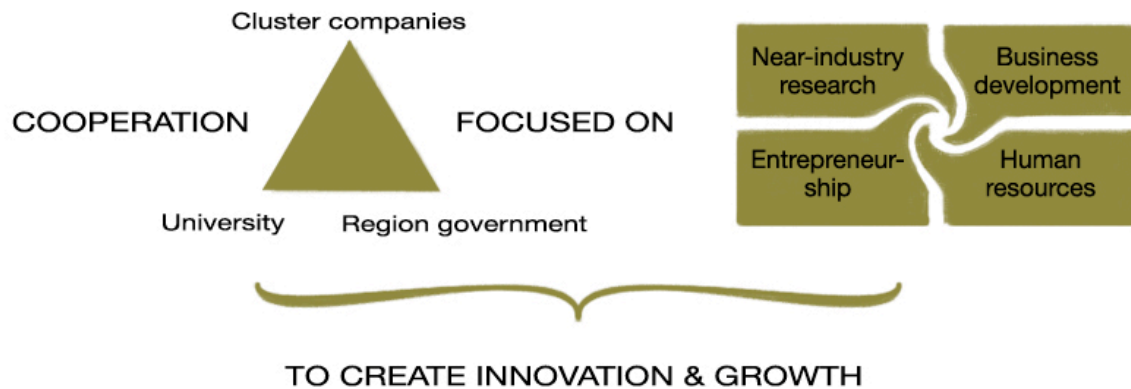 Cluster companies
COOPERATION
FOCUSED ON
University
Region government
Near-industry
research
Business
development
Entrepreneur-
ship
Human
resources
TO CREATE INNOVATION & GROWTH